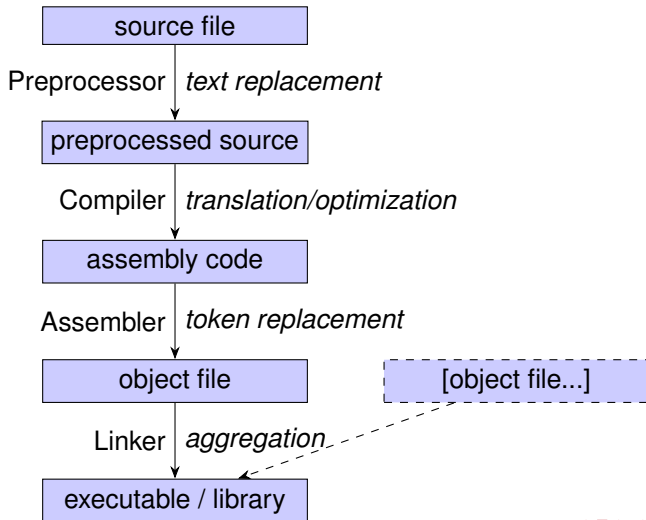 source file
Preprocessor text replacement
preprocessed source
Compiler translation/optimization
assembly code
Assembler token replacement
object file [object file...]
Linker aggregation
executable / library